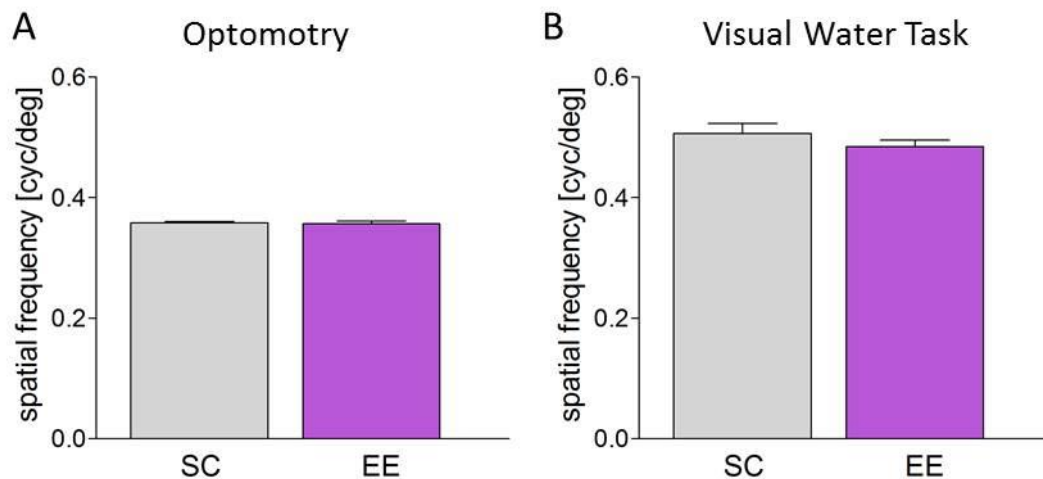 A
Optomotry
spatial frequency [cyc/deg]
0.6
0.4
0.2
0.0
SC
EE
B
Visual Water Task
spatial frequency [cyc/deg]
0.6
0.4
0.2
0.0
SC
EE